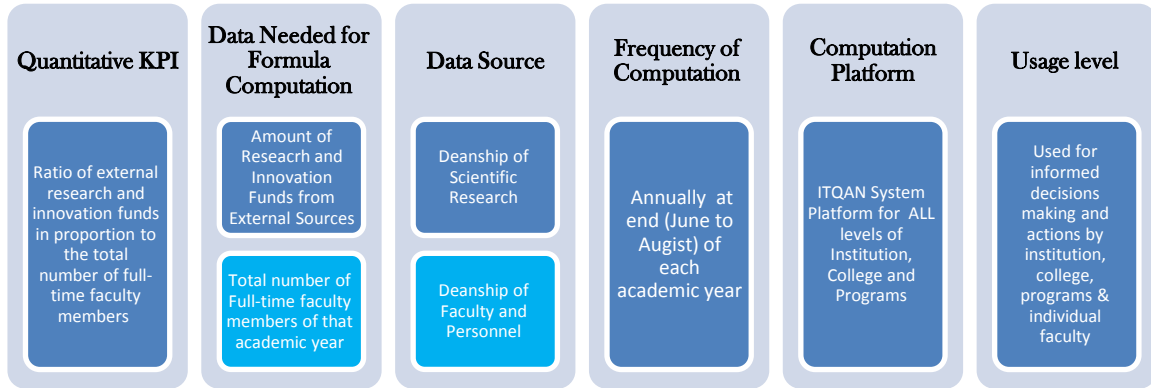 Quantitative KPI
Ratio of external
research and
innovation funds
in proportion to
the total
number of full-
time faculty
members
Data Needed for
Formula
Computation
Amount of
Reseacrh and
Innovation
Funds from
External Sources
Total number of
Full-time faculty
members of that
academic year
Data Source
Deanship of
Scientific
Research
Deanship of
Faculty and
Personnel
Frequency of
Computation
Annually at
end (June to
Augist) of
each
academic year
Computation
Platform
ITQAN System
Platform for ALL
levels of
Institution,
College and
Programs
Usage level
Used for
informed
decisions
making and
actions by
institution,
college,
programs &
individual
faculty